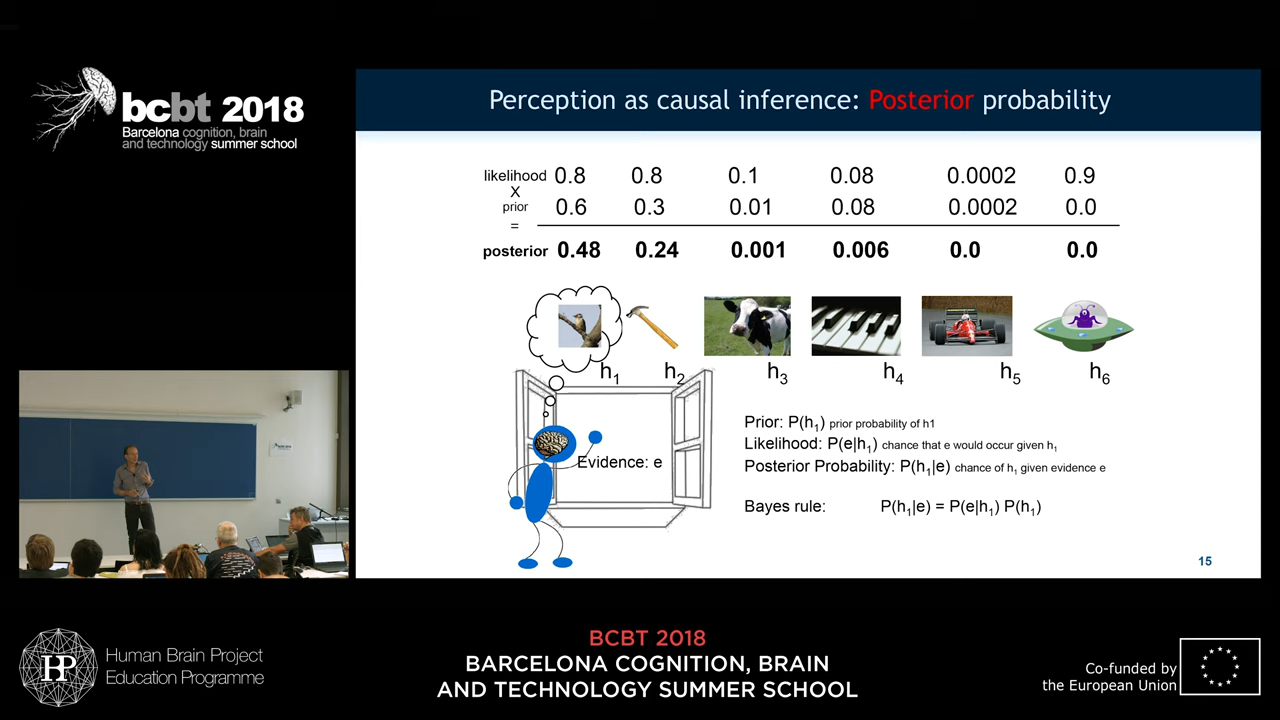 bcbt 2018
Barcelona cognition, brain
and technology summer school
Perception as causal inference: Posterior probability
likelihood 0.8 0.8 0.1 0.08 0.0002 0.9
X
prior 0.6 0.3 0.01 0.08 0.0002 0.0
=
posterior 0.48 0.24 0.001 0.006 0.0 0.0
h1 h2 h3 h4 h5 h6
Evidence: e
Prior: P(h1) prior probability of h1
Likelihood: P(e|h1) chance that e would occur given h1
Posterior Probability: P(h1|e) chance of h1 given evidence e
Bayes rule: P(h1|e) = P(e|h1) P(h1)
15
HP
Human Brain Project
Education Programme
BCBT 2018
BARCELONA COGNITION, BRAIN
AND TECHNOLOGY SUMMER SCHOOL
Co-funded by
the European Union